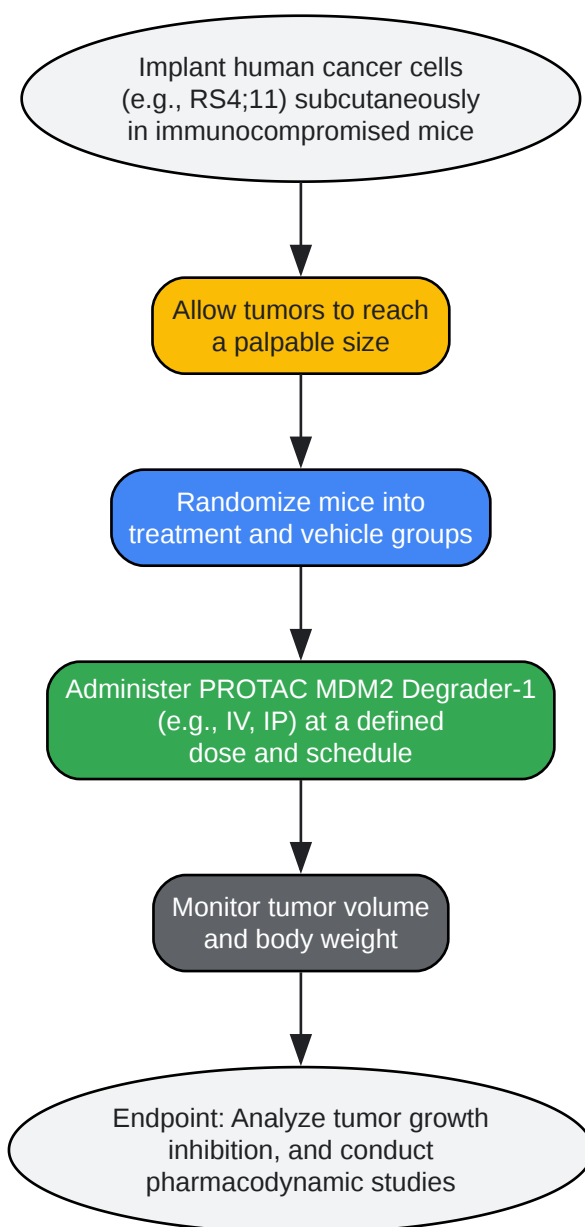 Implant human cancer cells
(e.g., RS4;11) subcutaneously
in immunocompromised mice
Allow tumors to reach
a palpable size
Randomize mice into
treatment and vehicle groups
Administer PROTAC MDM2 Degrader-1
(e.g., IV, IP) at a defined
dose and schedule
Monitor tumor volume
and body weight
Endpoint: Analyze tumor growth
inhibition, and conduct
pharmacodynamic studies